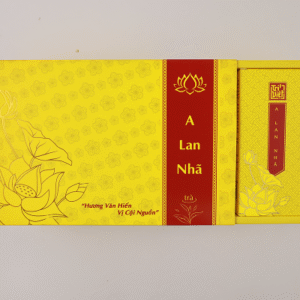 A
Lan
Nhã
trà
"Hương Văn Hiến
Vị Cội Nguồn"
A
LAN
NHÃ